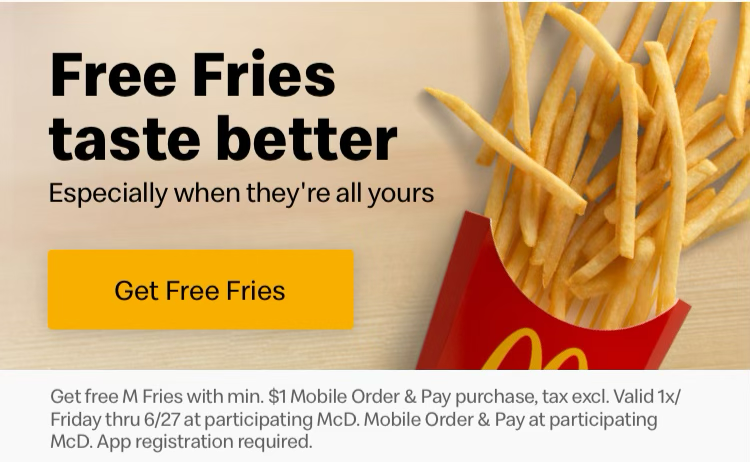 Free Fries
taste better
Especially when they're all yours
Get Free Fries
Get free M Fries with min. $1 Mobile Order & Pay purchase, tax excl. Valid 1x/
Friday thru 6/27 at participating McD. Mobile Order & Pay at participating
McD. App registration required.